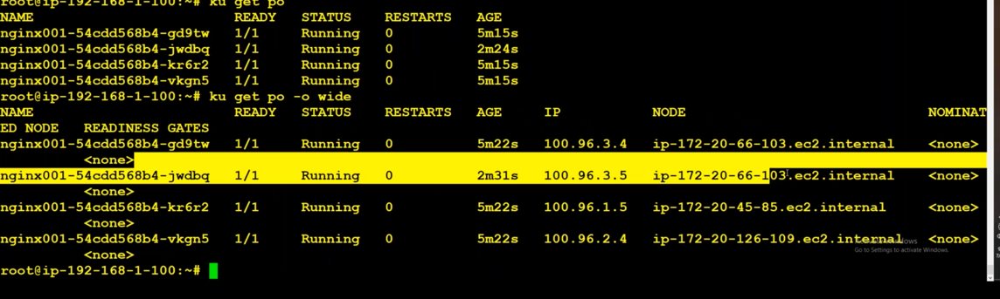 root@ip-192-168-1-100:~# ku get po
NAME READY STATUS RESTARTS AGE
nginx001-54cdd568b4-gd9tw 1/1 Running 0 5m15s
nginx001-54cdd568b4-jwdbq 1/1 Running 0 2m24s
nginx001-54cdd568b4-kr6r2 1/1 Running 0 5m15s
nginx001-54cdd568b4-vkgn5 1/1 Running 0 5m15s
root@ip-192-168-1-100:~# ku get po -o wide
NAME READY STATUS RESTARTS AGE IP NODE NOMINAT
ED NODE READINESS GATES
nginx001-54cdd568b4-gd9tw 1/1 Running 0 5m22s 100.96.3.4 ip-172-20-66-103.ec2.internal <none>
<none>
nginx001-54cdd568b4-jwdbq 1/1 Running 0 2m31s 100.96.3.5 ip-172-20-66-103.ec2.internal <none>
<none>
nginx001-54cdd568b4-kr6r2 1/1 Running 0 5m22s 100.96.1.5 ip-172-20-45-85.ec2.internal <none>
<none>
nginx001-54cdd568b4-vkgn5 1/1 Running 0 5m22s 100.96.2.4 ip-172-20-126-109.ec2.internal <none>
<none>
Go to Settings to activate Windows.
root@ip-192-168-1-100:~#